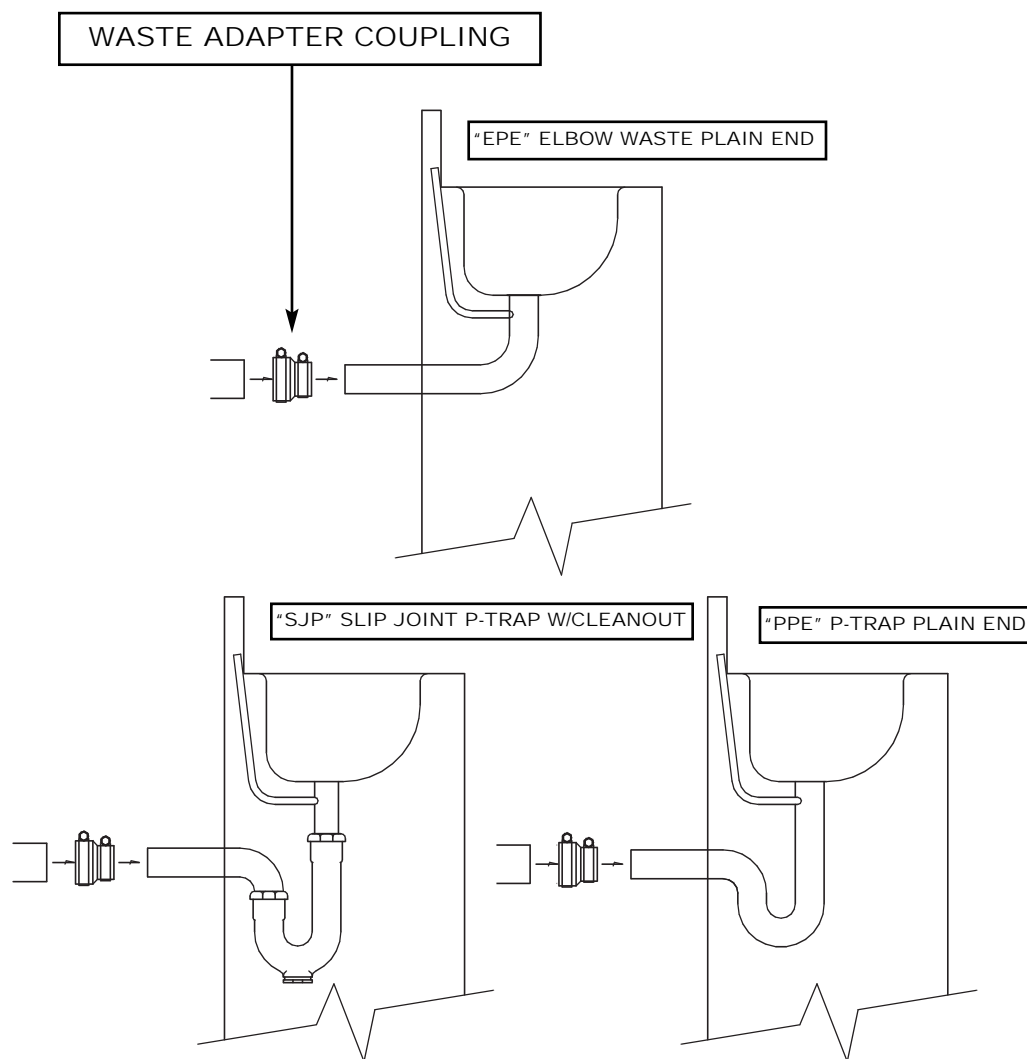 WASTE ADAPTER COUPLING
"EPE" ELBOW WASTE PLAIN END
"SJP" SLIP JOINT P-TRAP W/CLEANOUT
"PPE" P-TRAP PLAIN END